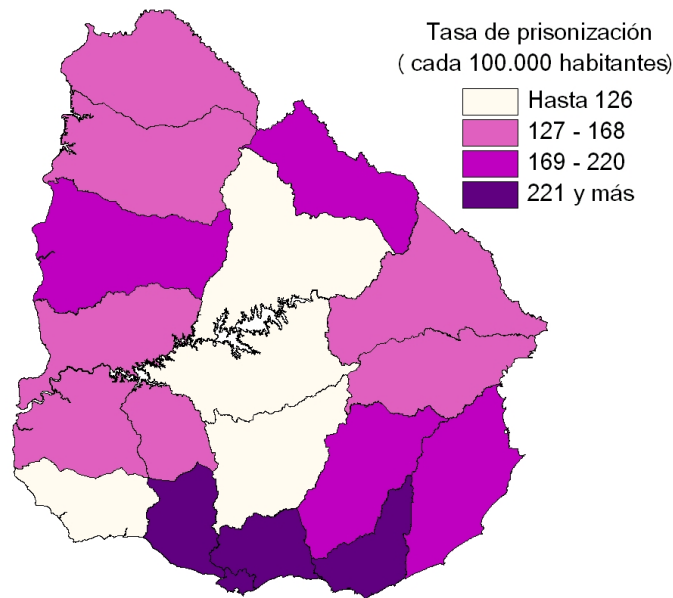 Tasa de prisonización
( cada 100.000 habitantes)
Hasta 126
127 - 168
169 - 220
221 y más